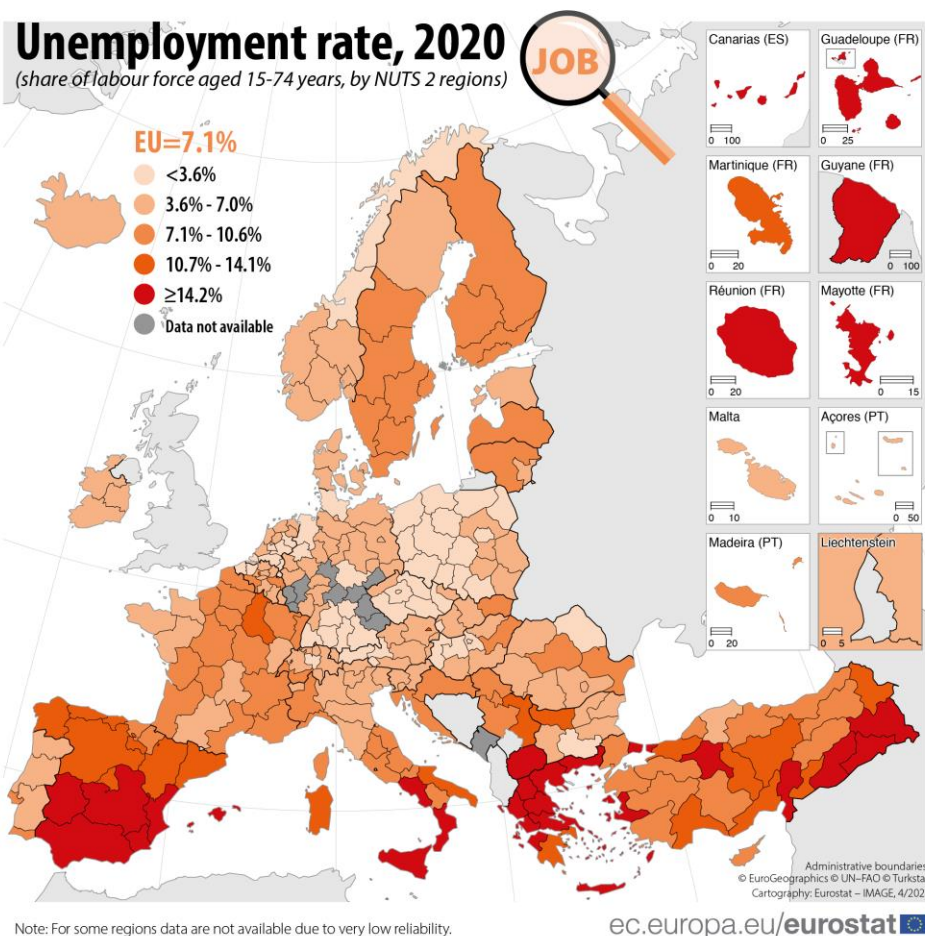 Unemployment rate, 2020
(share of labour force aged 15-74 years, by NUTS 2 regions)
JOB
EU=7.1%
<3.6%
3.6% - 7.0%
7.1% - 10.6%
10.7% - 14.1%
≥14.2%
Data not available
Canarias (ES)
0 100
Guadeloupe (FR)
0 25
Martinique (FR)
0 20
Guyane (FR)
0 100
Réunion (FR)
0 20
Mayotte (FR)
0 15
Malta
0 10
Açores (PT)
0 50
Madeira (PT)
0 20
Liechtenstein
0 5
Administrative boundaries
© EuroGeographics © UN–FAO © Turksta
Cartography: Eurostat – IMAGE, 4/202
Note: For some regions data are not available due to very low reliability.
ec.europa.eu/eurostat